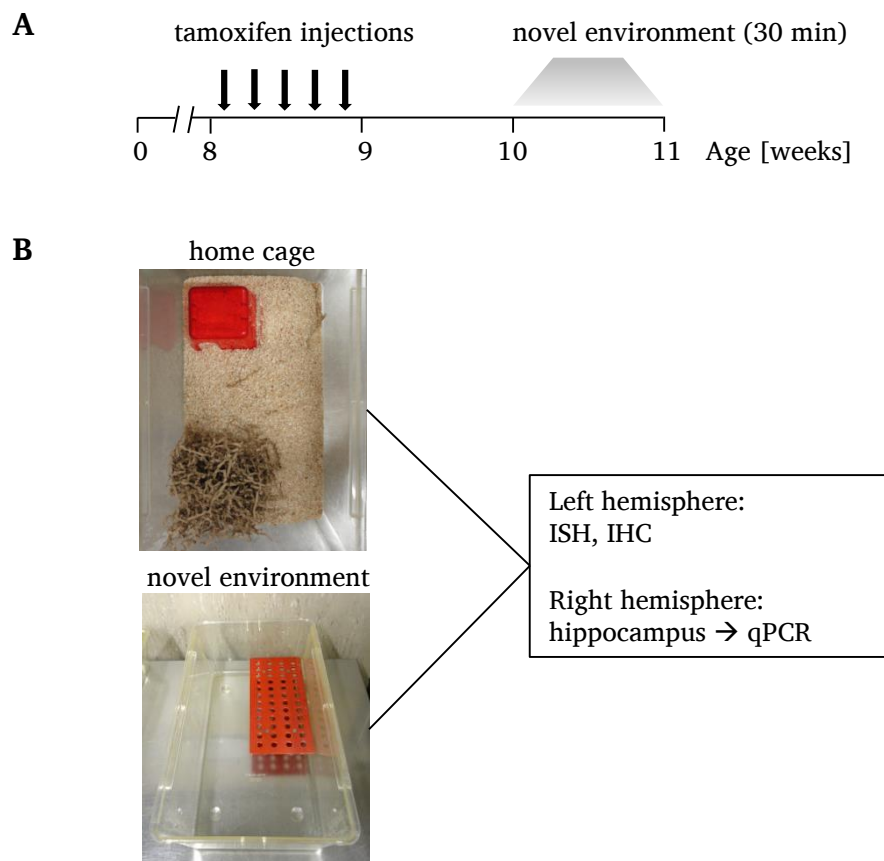 A
tamoxifen injections
novel environment (30 min)
0 8 9 10 11 Age [weeks]
B
home cage
novel environment
Left hemisphere:
ISH, IHC
Right hemisphere:
hippocampus → qPCR